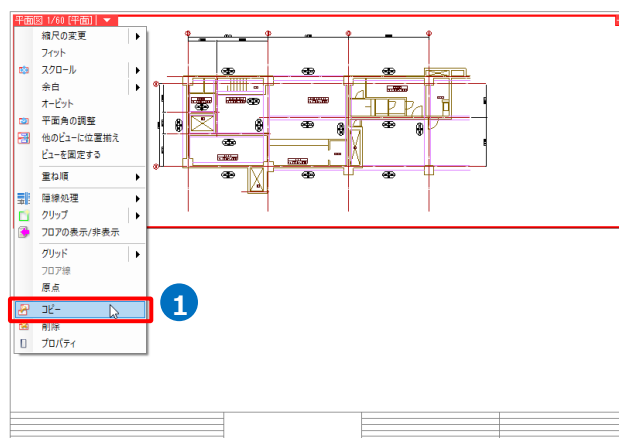 平面図 1/60 [平面]
縮尺の変更
フィット
スクロール
余白
オービット
平面角の調整
他のビューに位置揃え
ビューを固定する
重ね順
陰線処理
クリップ
フロアの表示/非表示
グリッド
フロア線
原点
コピー
1
削除
プロパティ